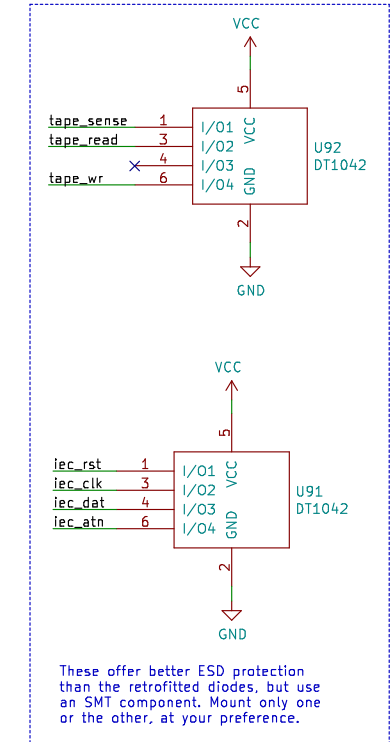 VCC
5
tape_sense 1 I/O1 VCC
tape_read 3 I/O2
4 I/O3 U92
tape_wr 6 I/O4 GND DT1042
2
GND
VCC
5
iec_rst 1 I/O1 VCC
iec_clk 3 I/O2
iec_dat 4 I/O3 U91
iec_atn 6 I/O4 GND DT1042
2
GND
These offer better ESD protection
than the retrofitted diodes, but use
an SMT component. Mount only one
or the other, at your preference.